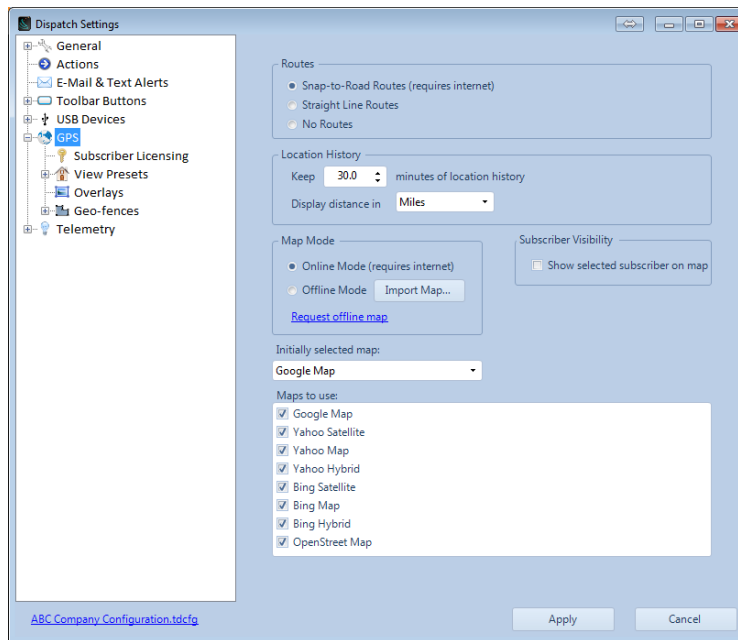 Dispatch Settings
General
Actions
E-Mail & Text Alerts
Toolbar Buttons
USB Devices
GPS
Subscriber Licensing
View Presets
Overlays
Geo-fences
Telemetry
Routes
Snap-to-Road Routes (requires internet)
Straight Line Routes
No Routes
Location History
Keep 30.0 minutes of location history
Display distance in Miles
Map Mode
Online Mode (requires internet)
Offline Mode Import Map...
Request offline map
Subscriber Visibility
Show selected subscriber on map
Initially selected map:
Google Map
Maps to use:
Google Map
Yahoo Satellite
Yahoo Map
Yahoo Hybrid
Bing Satellite
Bing Map
Bing Hybrid
OpenStreet Map
ABC Company Configuration.tdcfg
Apply Cancel